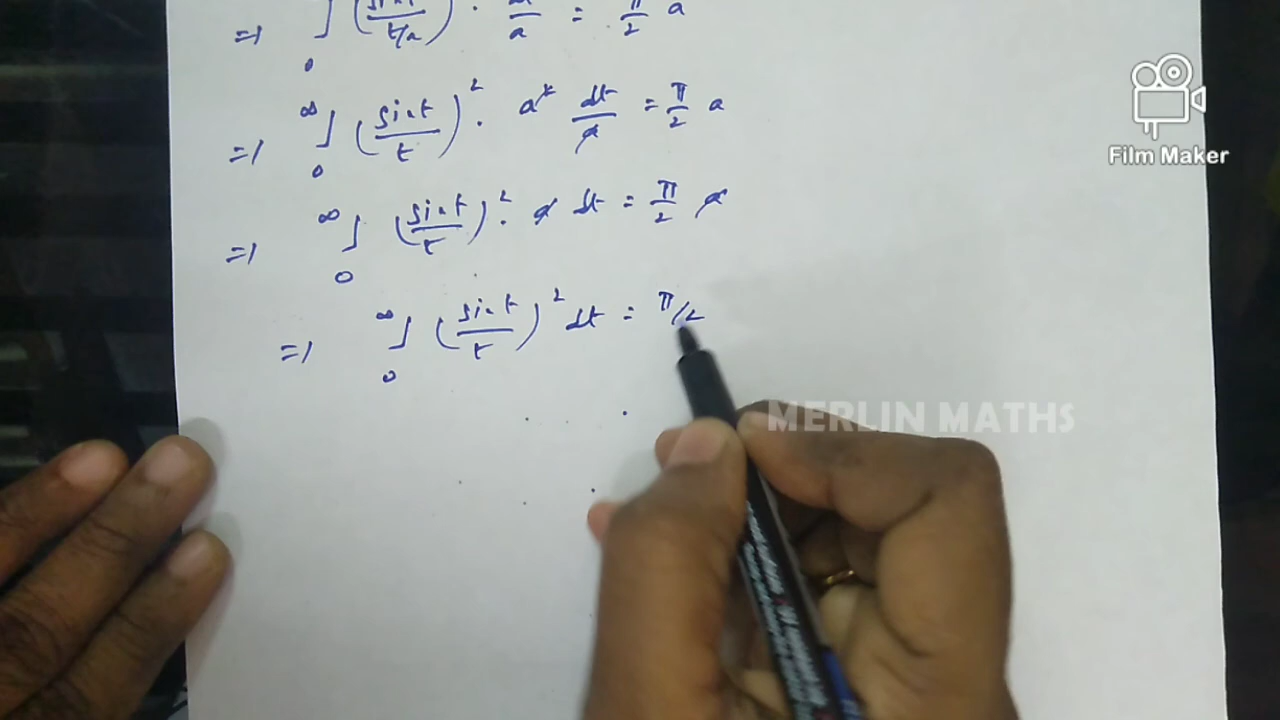 => ∫₀ (sin t / t/a) · dt/a = π/2 a
=> ∫₀^∞ (sin t / t)² · a² dt/a = π/2 a
=> ∫₀^∞ (sin t / t)² · a dt = π/2 a
=> ∫₀^∞ (sin t / t)² dt = π/2
Film Maker
MERLIN MATHS